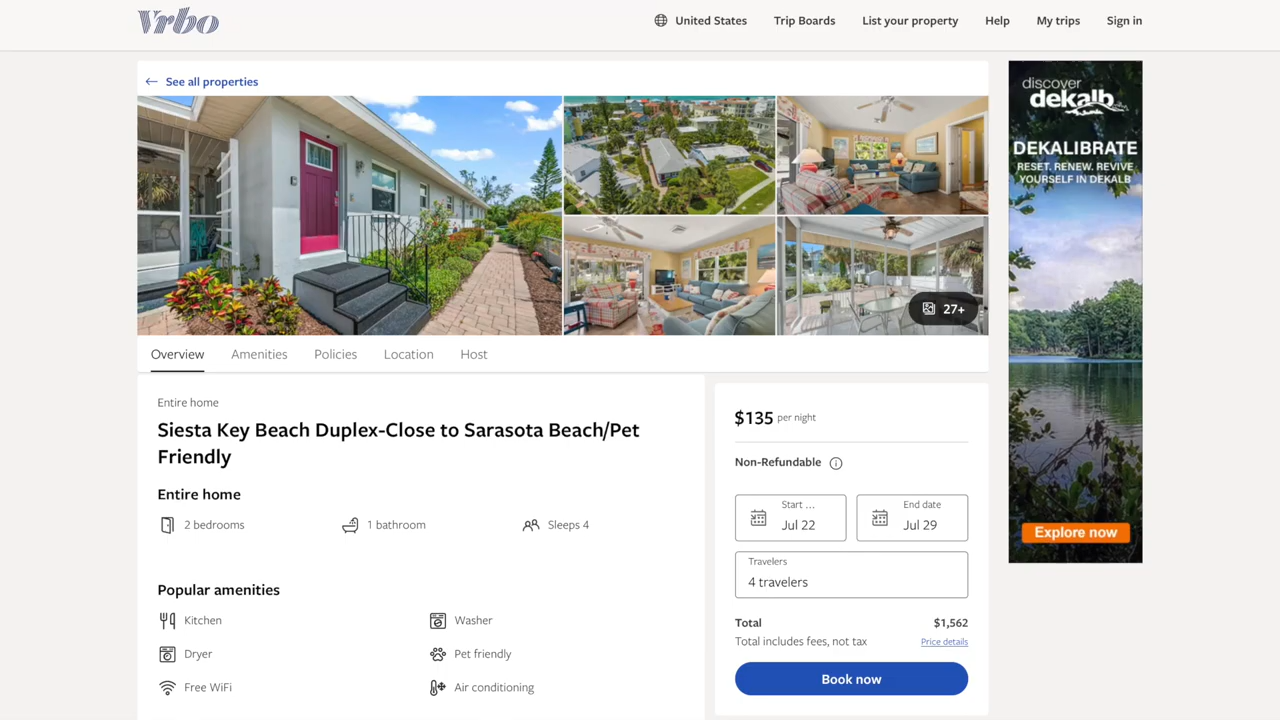 Vrbo
United States
Trip Boards
List your property
Help
My trips
Sign in
See all properties
27+
Overview
Amenities
Policies
Location
Host
Entire home
Siesta Key Beach Duplex-Close to Sarasota Beach/Pet
Friendly
Entire home
2 bedrooms
1 bathroom
Sleeps 4
Popular amenities
Kitchen
Washer
Dryer
Pet friendly
Free WiFi
Air conditioning
$135 per night
Non-Refundable
Start ...
Jul 22
End date
Jul 29
Travelers
4 travelers
Total
$1,562
Total includes fees, not tax
Price details
Book now
discover
dekalb
DEKALIBRATE
RESET. RENEW. REVIVE
YOURSELF IN DEKALB
Explore now